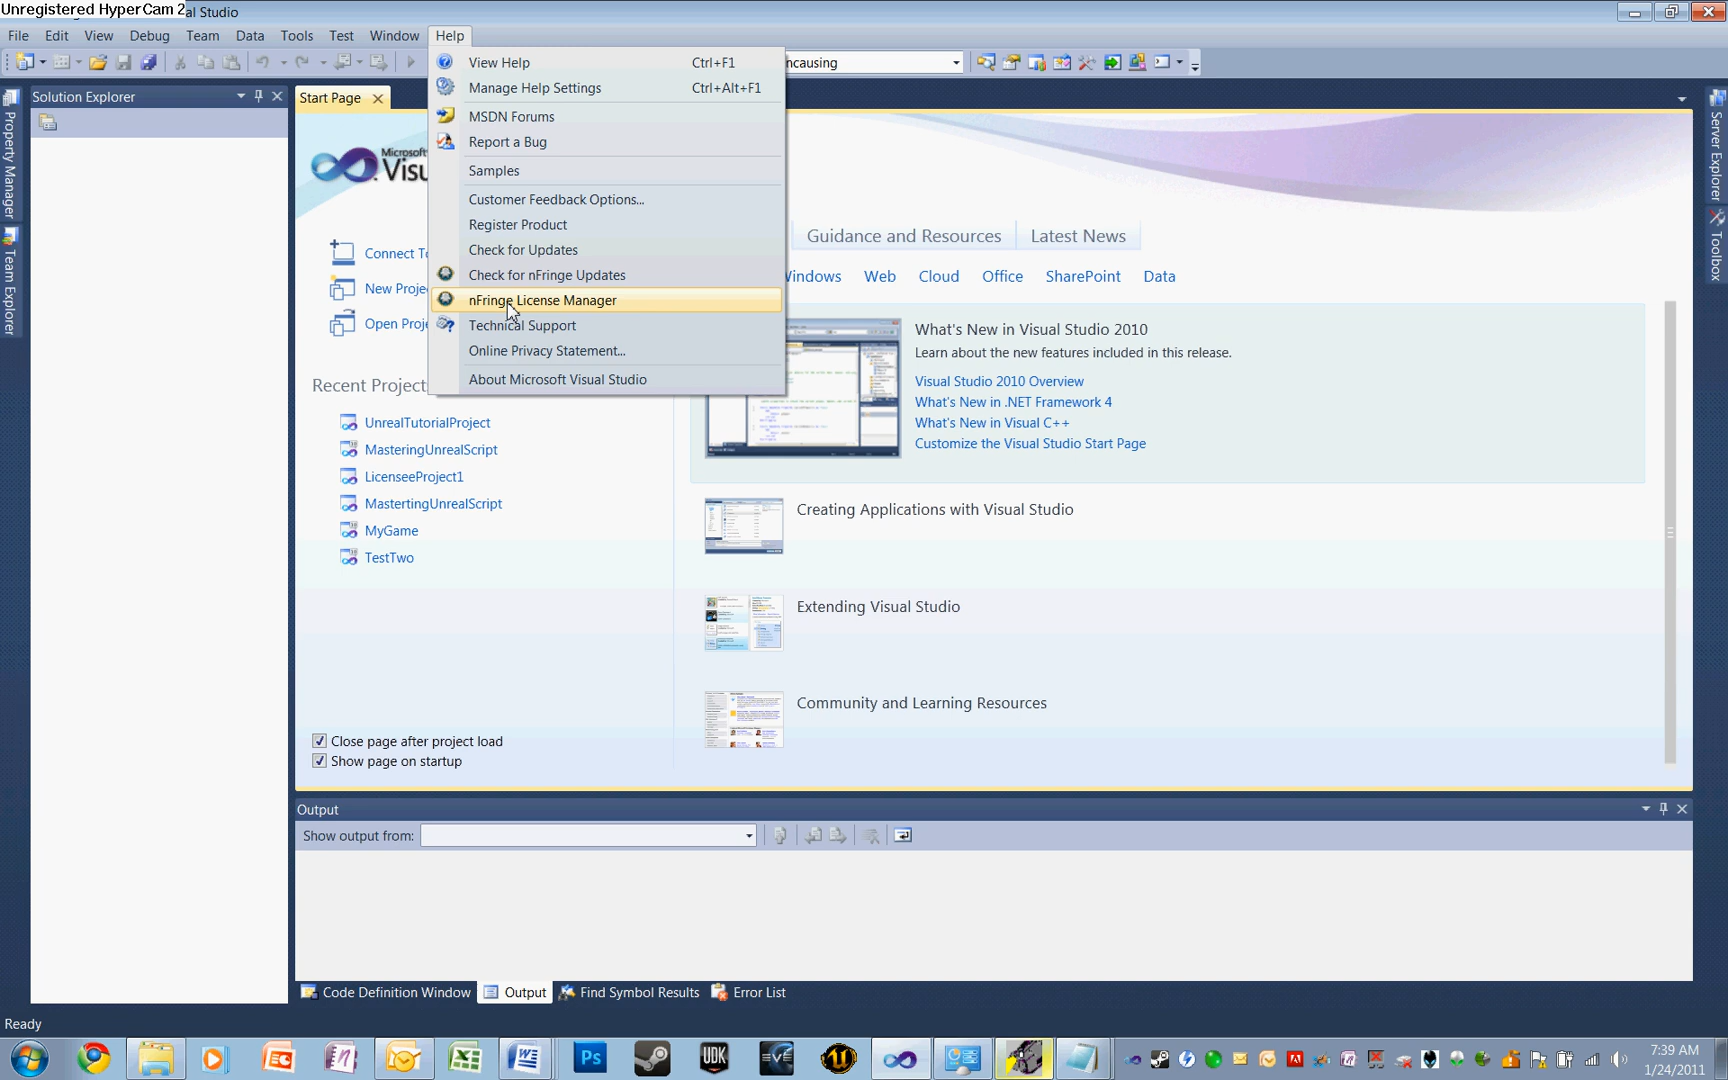 Unregistered HyperCam 2
al Studio
File Edit View Debug Team Data Tools Test Window Help
ncausing
Solution Explorer
Start Page
Property Manager
Team Explorer
Server Explorer
Toolbox
View Help Ctrl+F1
Manage Help Settings Ctrl+Alt+F1
MSDN Forums
Report a Bug
Samples
Customer Feedback Options...
Register Product
Check for Updates
Check for nFringe Updates
nFringe License Manager
Technical Support
Online Privacy Statement...
About Microsoft Visual Studio
Microsoft
Visu
Connect To
New Proje
Open Proj
Recent Project
UnrealTutorialProject
MasteringUnrealScript
LicenseeProject1
MastertingUnrealScript
MyGame
TestTwo
Close page after project load
Show page on startup
Guidance and Resources Latest News
Windows Web Cloud Office SharePoint Data
What's New in Visual Studio 2010
Learn about the new features included in this release.
Visual Studio 2010 Overview
What's New in .NET Framework 4
What's New in Visual C++
Customize the Visual Studio Start Page
Creating Applications with Visual Studio
Extending Visual Studio
Community and Learning Resources
Output
Show output from:
Code Definition Window Output Find Symbol Results Error List
Ready
Ps
UDK
EVE
7:39 AM
1/24/2011